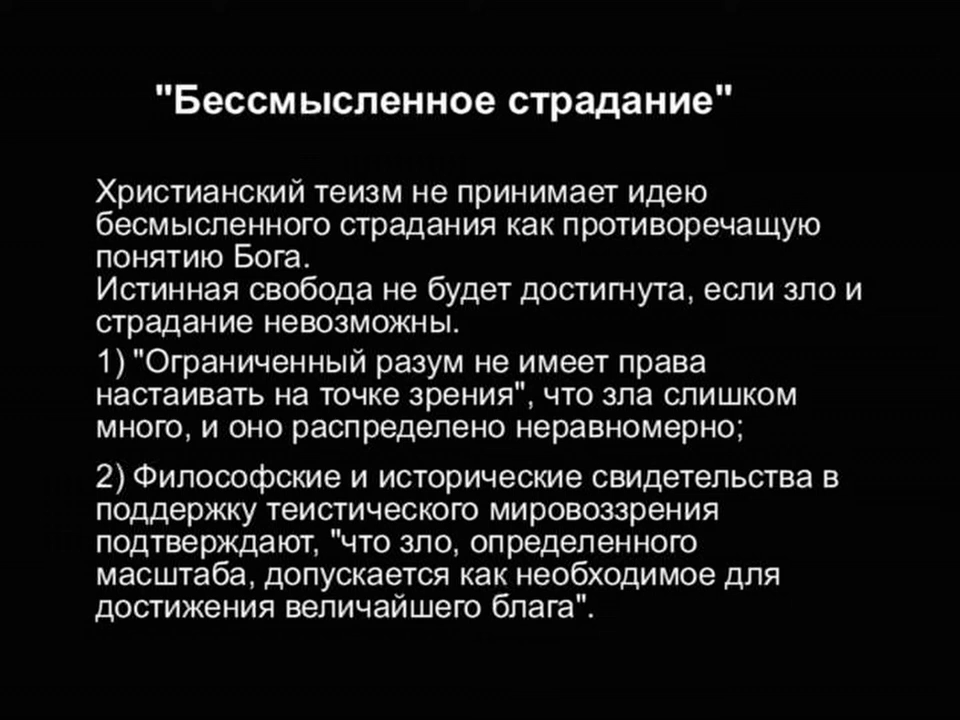 "Бессмысленное страдание"
Христианский теизм не принимает идею
бесмысленного страдания как противоречащую
понятию Бога.
Истинная свобода не будет достигнута, если зло и
страдание невозможны.
1) "Ограниченный разум не имеет права
настаивать на точке зрения", что зла слишком
много, и оно распределено неравномерно;
2) Философские и исторические свидетельства в
поддержку теистического мировоззрения
подтверждают, "что зло, определенного
масштаба, допускается как необходимое для
достижения величайшего блага".